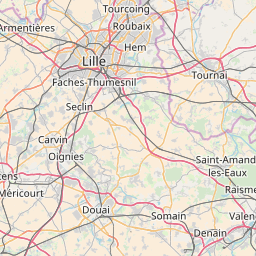 Tourcoing
Armentières
Roubaix
Hem
Lille
Tournai
Faches-Thumesnil
Seclin
Carvin
Oignies
Saint-Amand
les-Eaux
Raisme
Méricourt
Douai
Somain
Denain